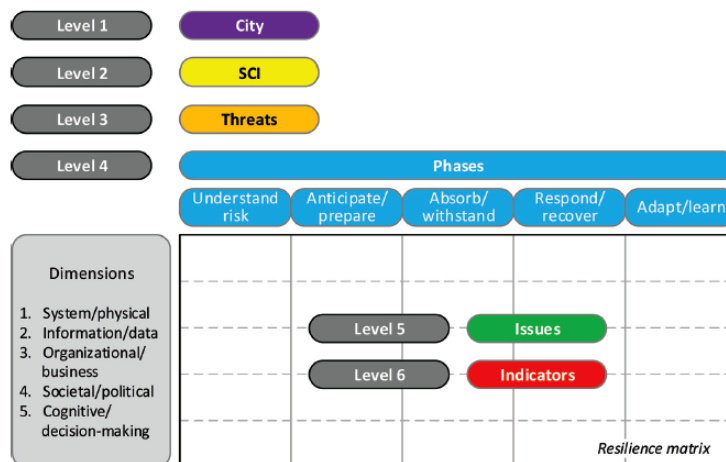 Level 1
City
Level 2
SCI
Level 3
Threats
Level 4
Phases
Understand
risk
Anticipate/
prepare
Absorb/
withstand
Respond/
recover
Adapt/learn
Dimensions
1. System/physical
2. Information/data
3. Organizational/
business
4. Societal/political
5. Cognitive/
decision-making
Level 5
Issues
Level 6
Indicators
Resilience matrix